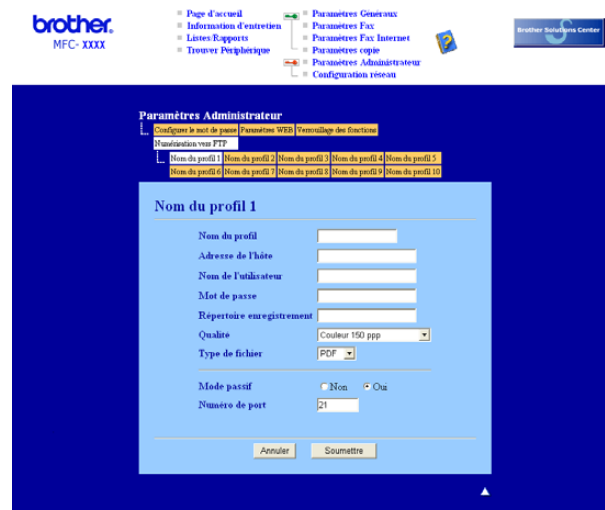 brother.
MFC- XXXX
Page d'accueil
Information d'entretien
Listes/Rapports
Trouver Périphérique
Paramètres Généraux
Paramètres Fax
Paramètres Fax Internet
Paramètres copie
Paramètres Administrateur
Configuration réseau
Brother Solutions Center
Paramètres Administrateur
Configurer le mot de passe Paramètres WEB Verrouillage des fonctions
Numérisation vers FTP
Nom du profil 1 Nom du profil 2 Nom du profil 3 Nom du profil 4 Nom du profil 5
Nom du profil 6 Nom du profil 7 Nom du profil 8 Nom du profil 9 Nom du profil 10
Nom du profil 1
Nom du profil
Adresse de l'hôte
Nom de l'utilisateur
Mot de passe
Répertoire enregistrement
Qualité Couleur 150 ppp
Type de fichier PDF
Mode passif Non Oui
Numéro de port 21
Annuler Soumettre